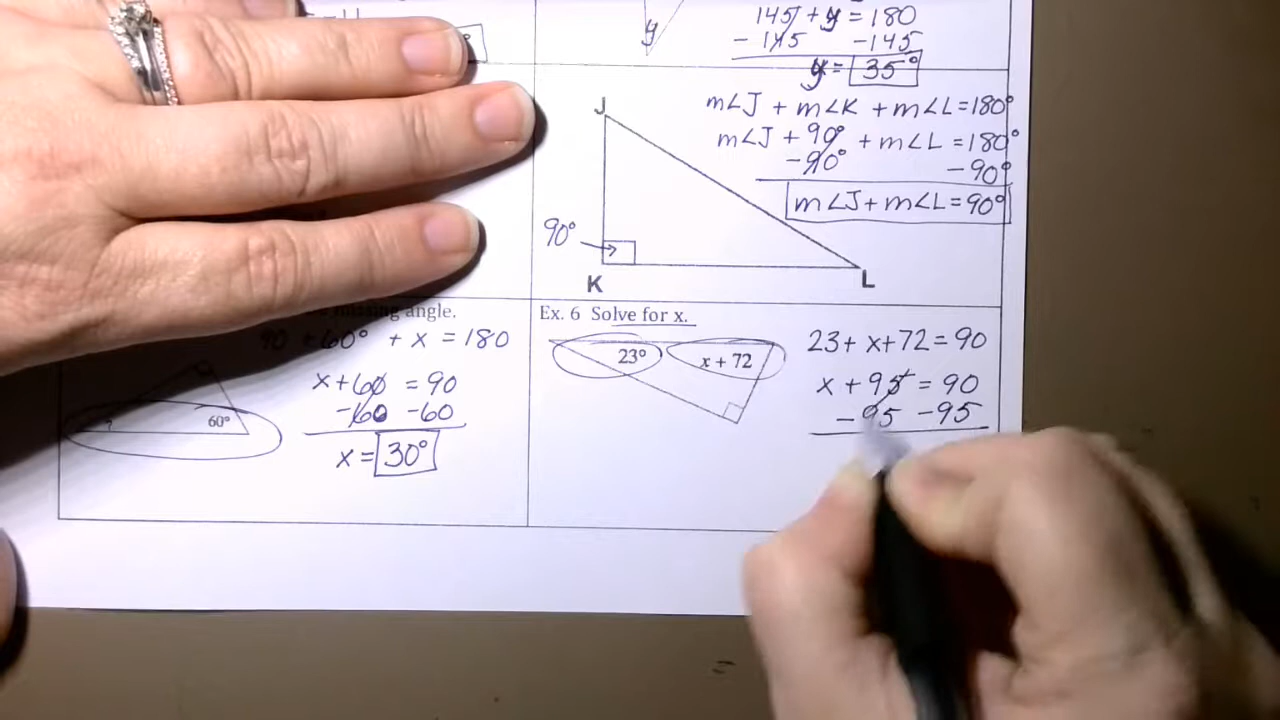 145 + y = 180
- 145 -145
y = 35°
y
J
m∠J + m∠K + m∠L = 180°
m∠J + 90° + m∠L = 180°
- 90° - 90°
m∠J + m∠L = 90°
90°
K
L
missing angle.
90 + 60° + x = 180
x + 60 = 90
- 60 - 60
x = 30°
?
60°
Ex. 6 Solve for x.
23°
x + 72
23 + x + 72 = 90
x + 95 = 90
- 95 - 95